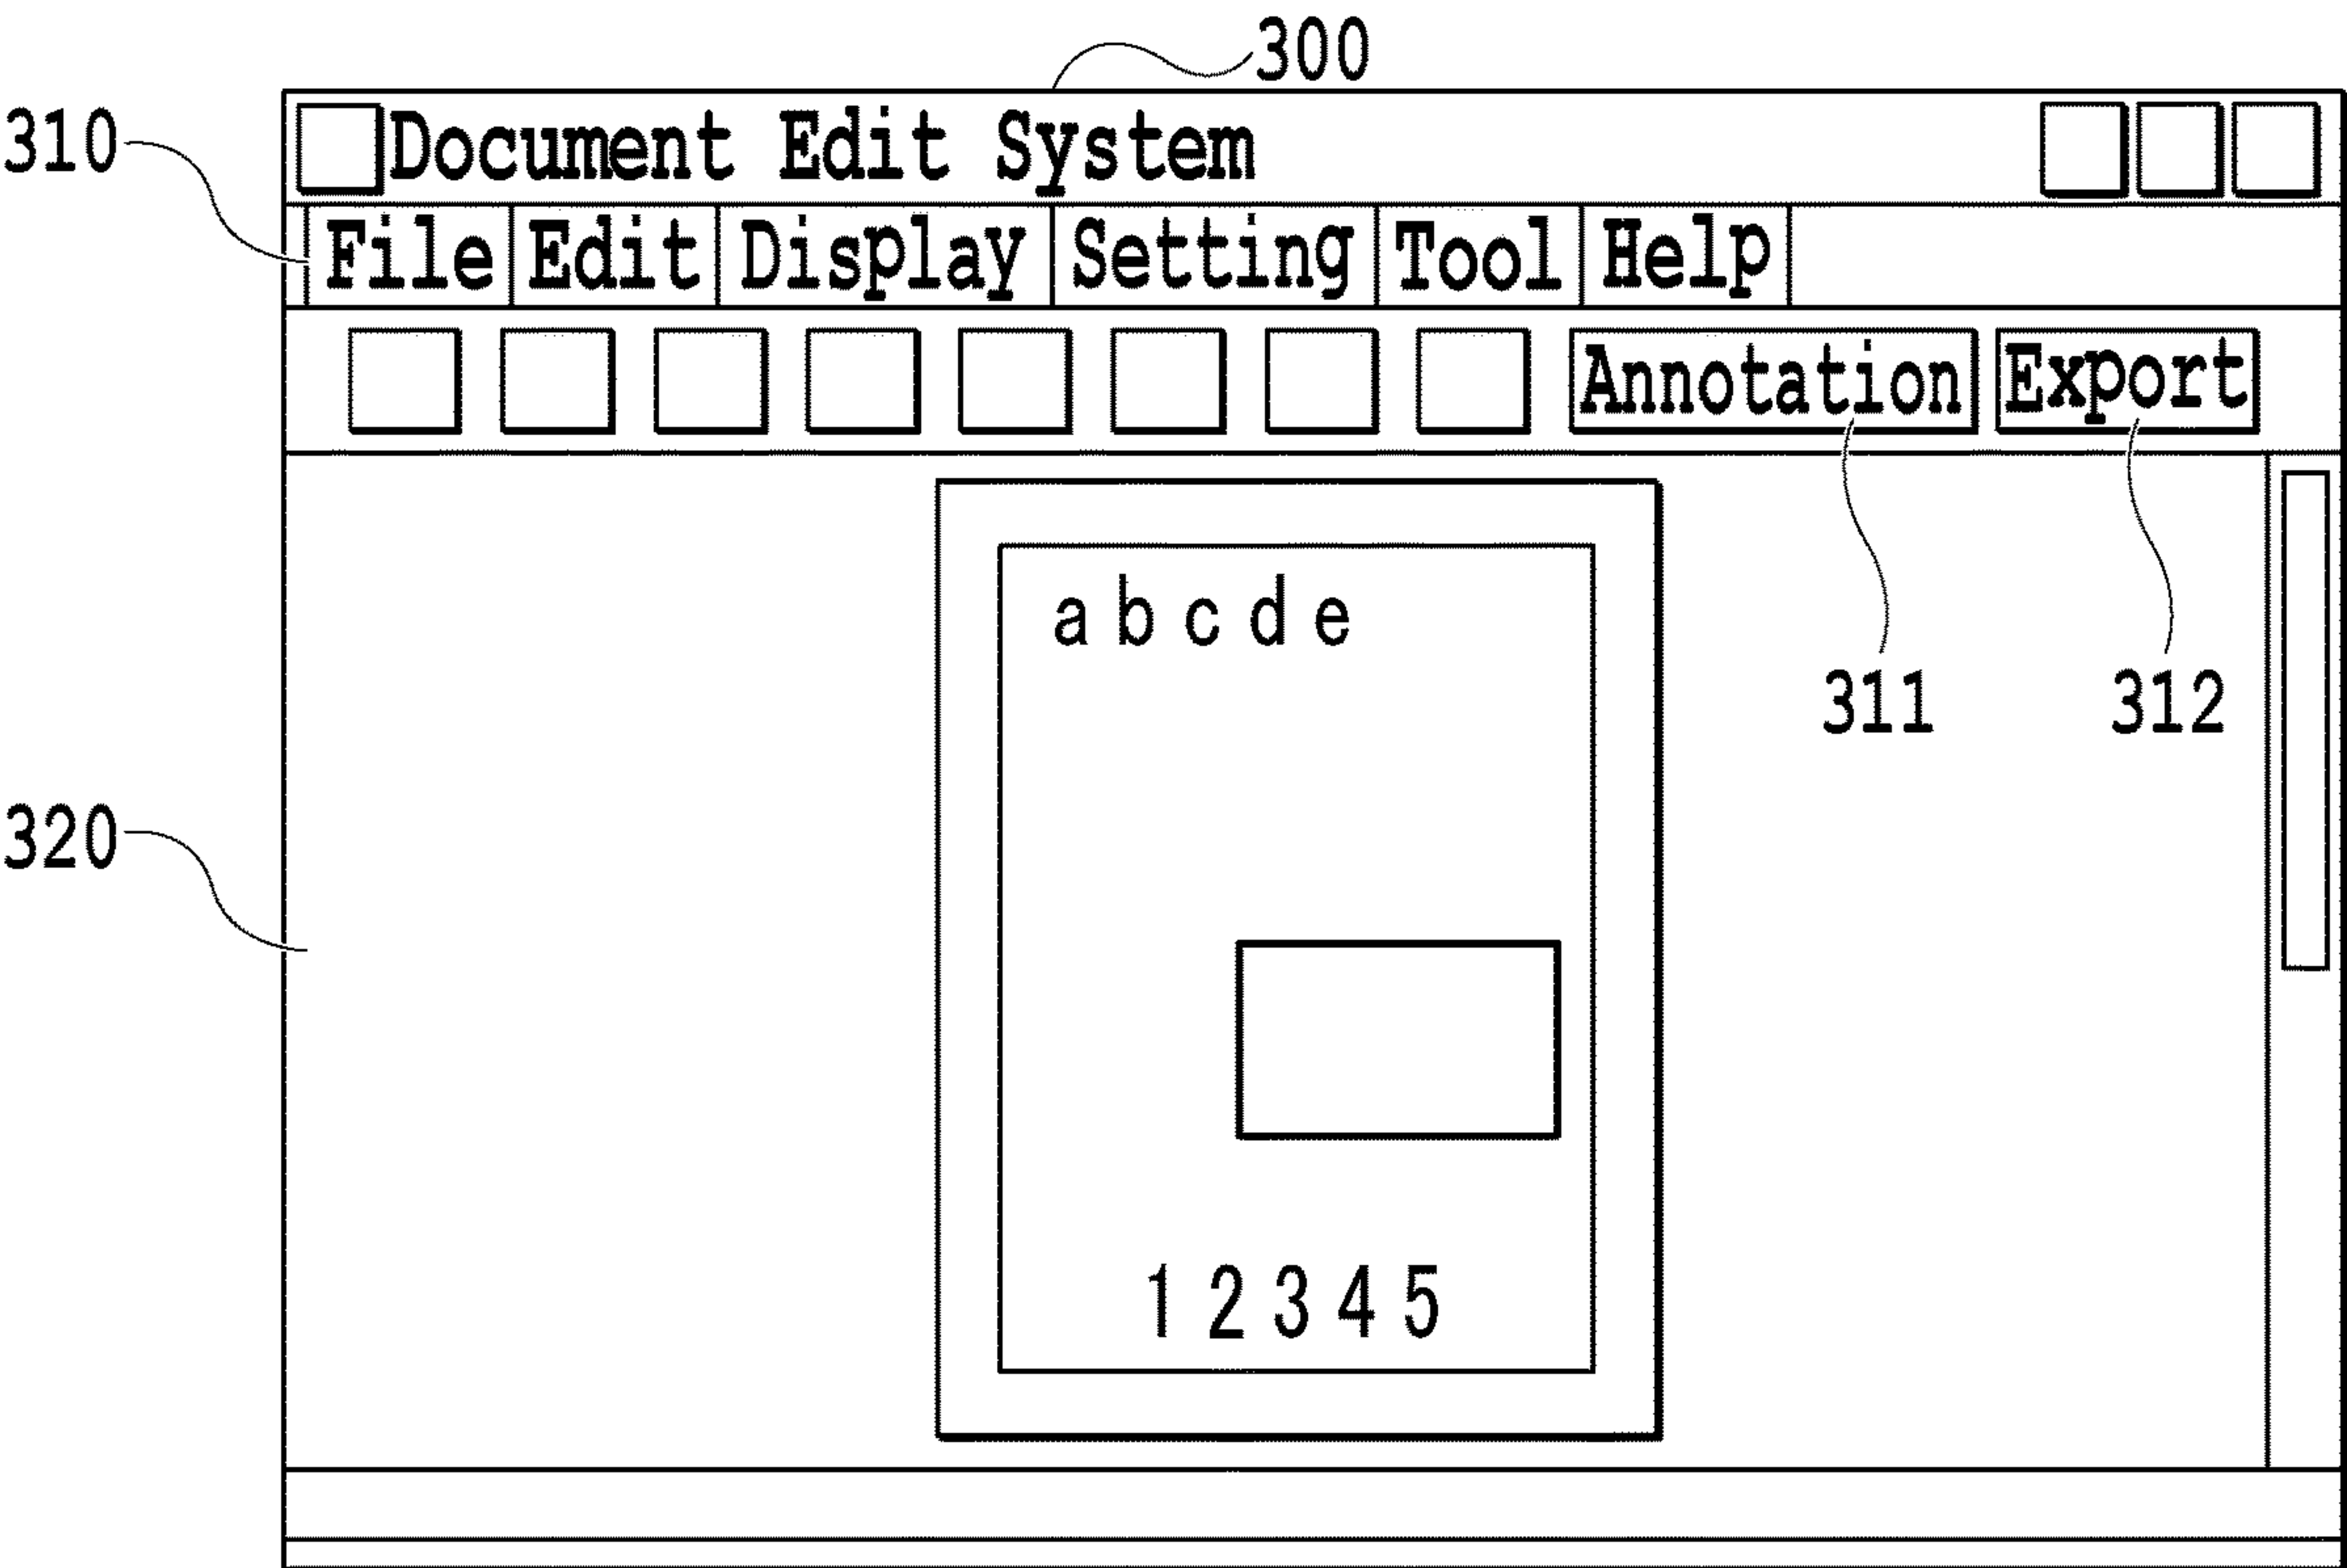 300
310
Document Edit System
File Edit Display Setting Tool Help
Annotation Export
a b c d e
311 312
320
1 2 3 4 5